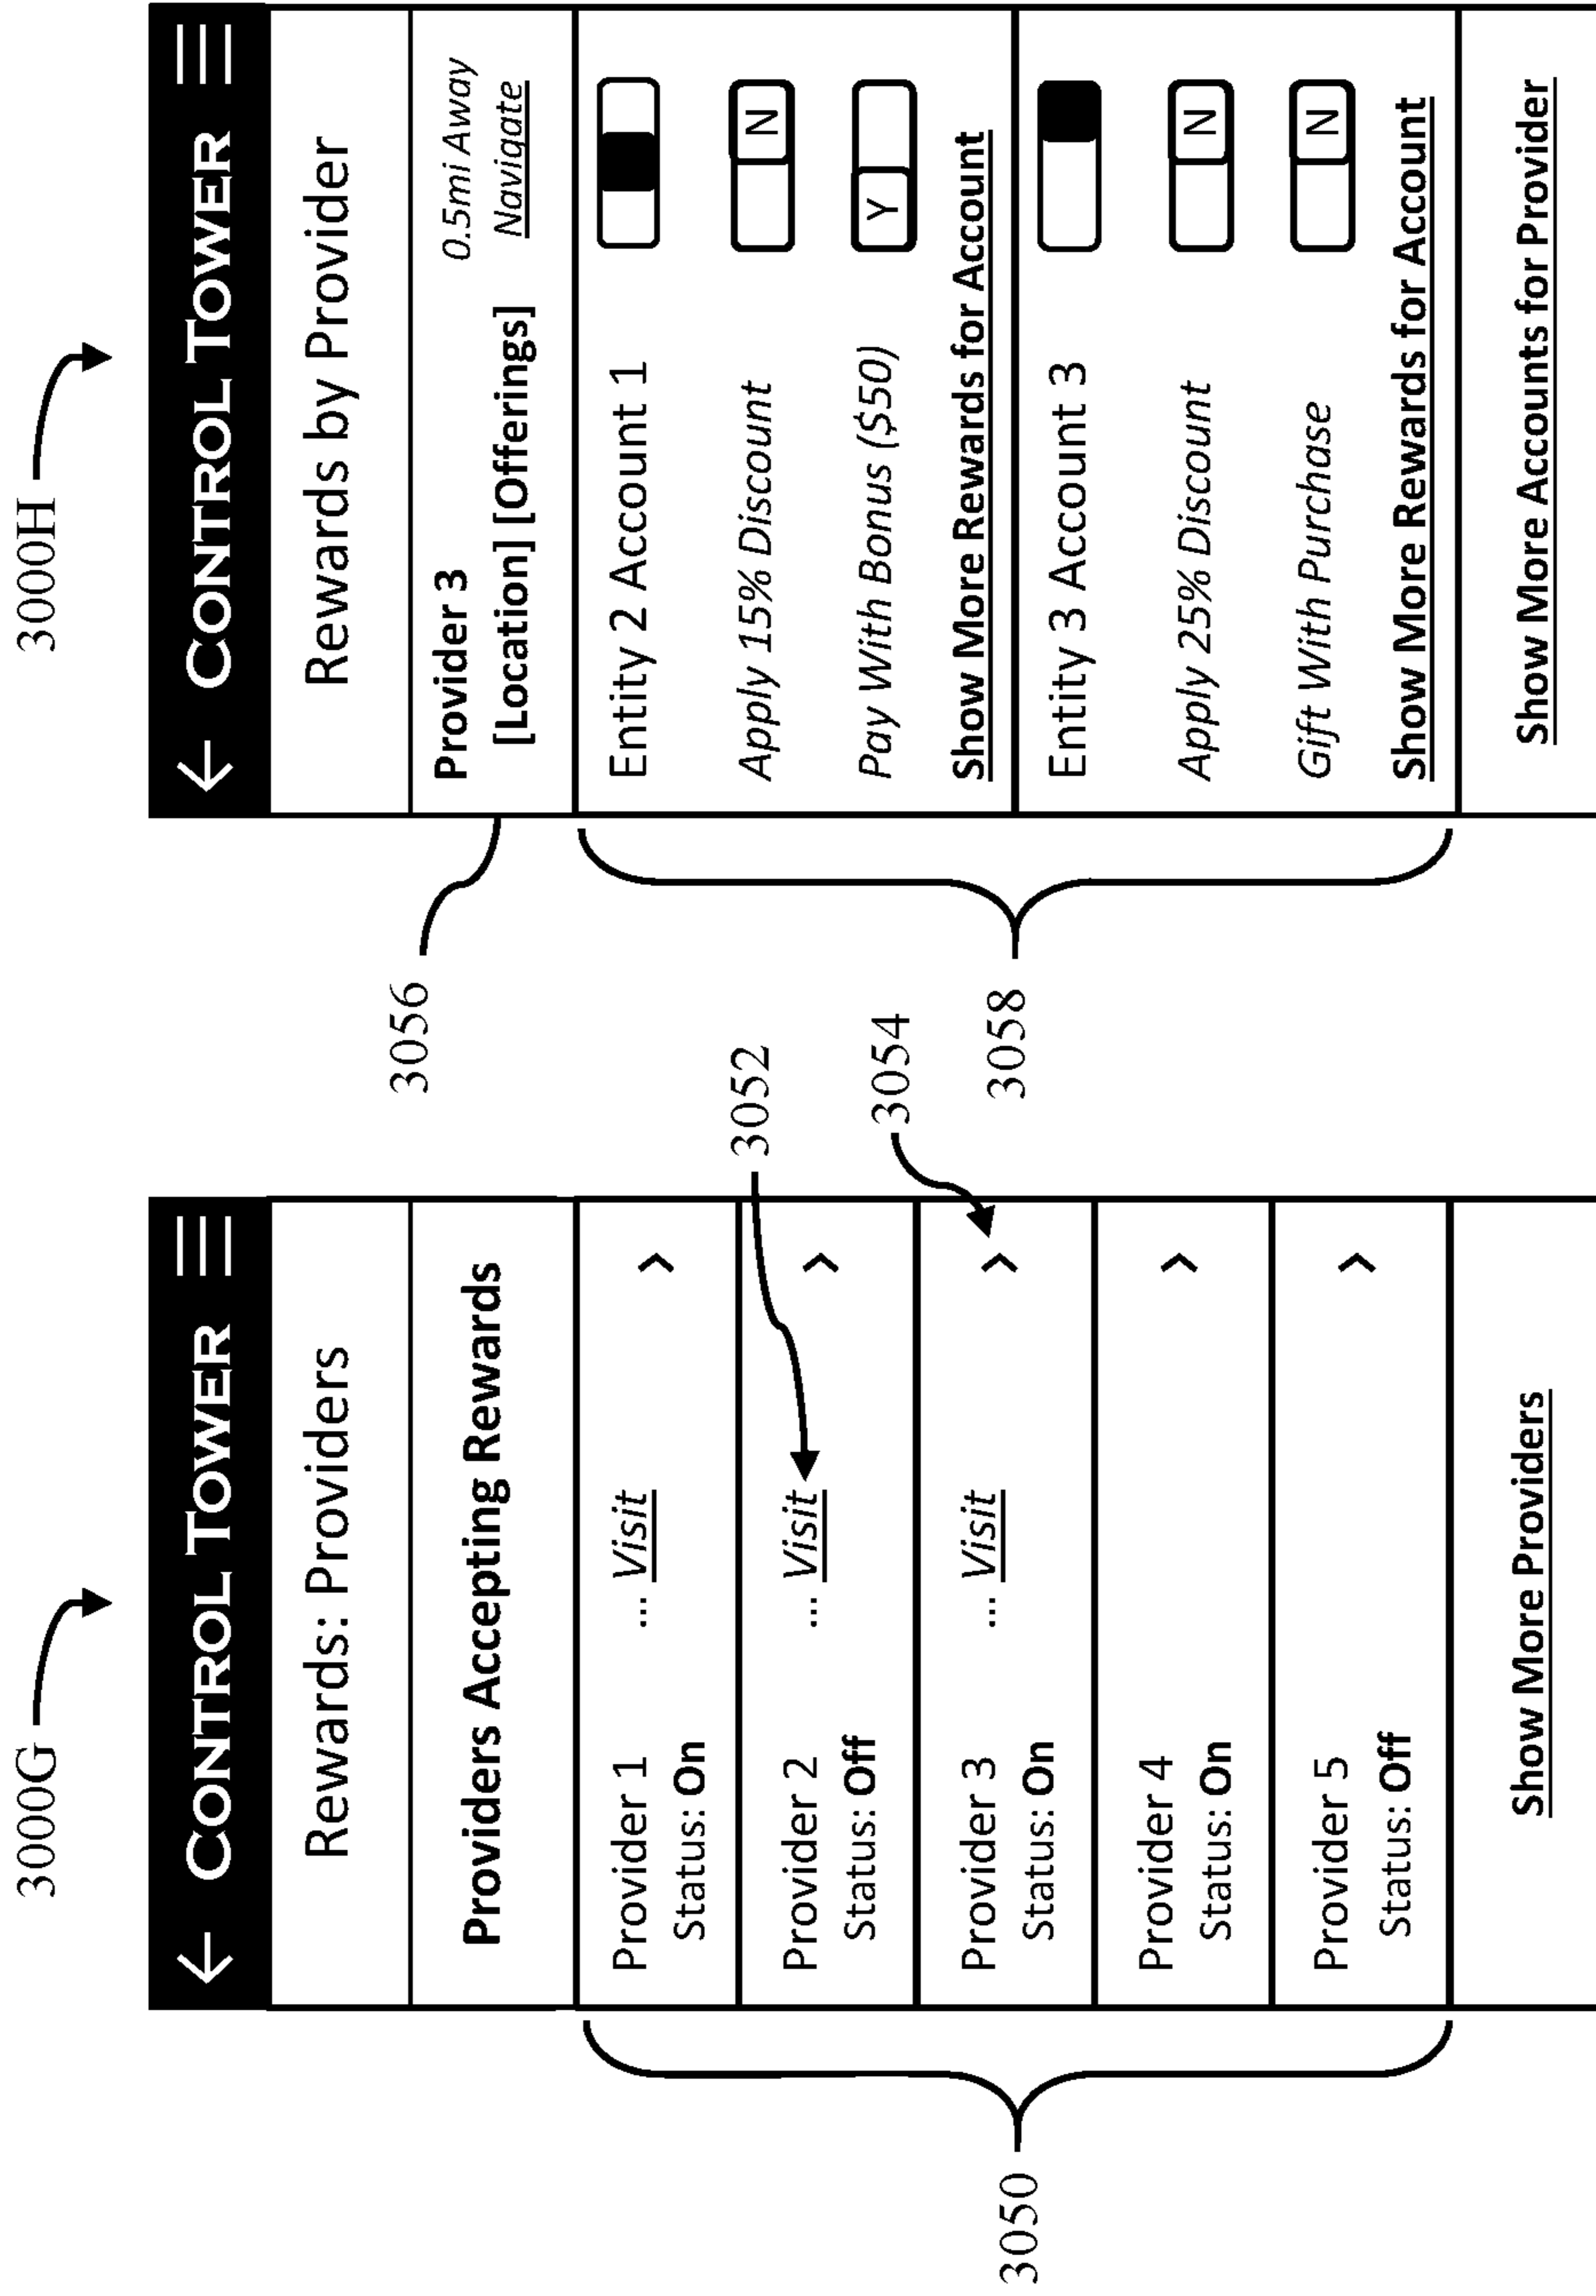 3000G
← CONTROL TOWER
Rewards: Providers
Providers Accepting Rewards
Provider 1 ... Visit >
Status: On
Provider 2 ... Visit >
Status: Off
Provider 3 ... Visit >
Status: On
Provider 4 >
Status: On
Provider 5 >
Status: Off
Show More Providers
3050
3052
3054
3000H
← CONTROL TOWER
Rewards by Provider
Provider 3 0.5mi Away
[Location] [Offerings] Navigate
Entity 2 Account 1
Apply 15% Discount N
Pay With Bonus ($50) Y
Show More Rewards for Account
Entity 3 Account 3
Apply 25% Discount N
Gift With Purchase N
Show More Rewards for Account
Show More Accounts for Provider
3056
3058